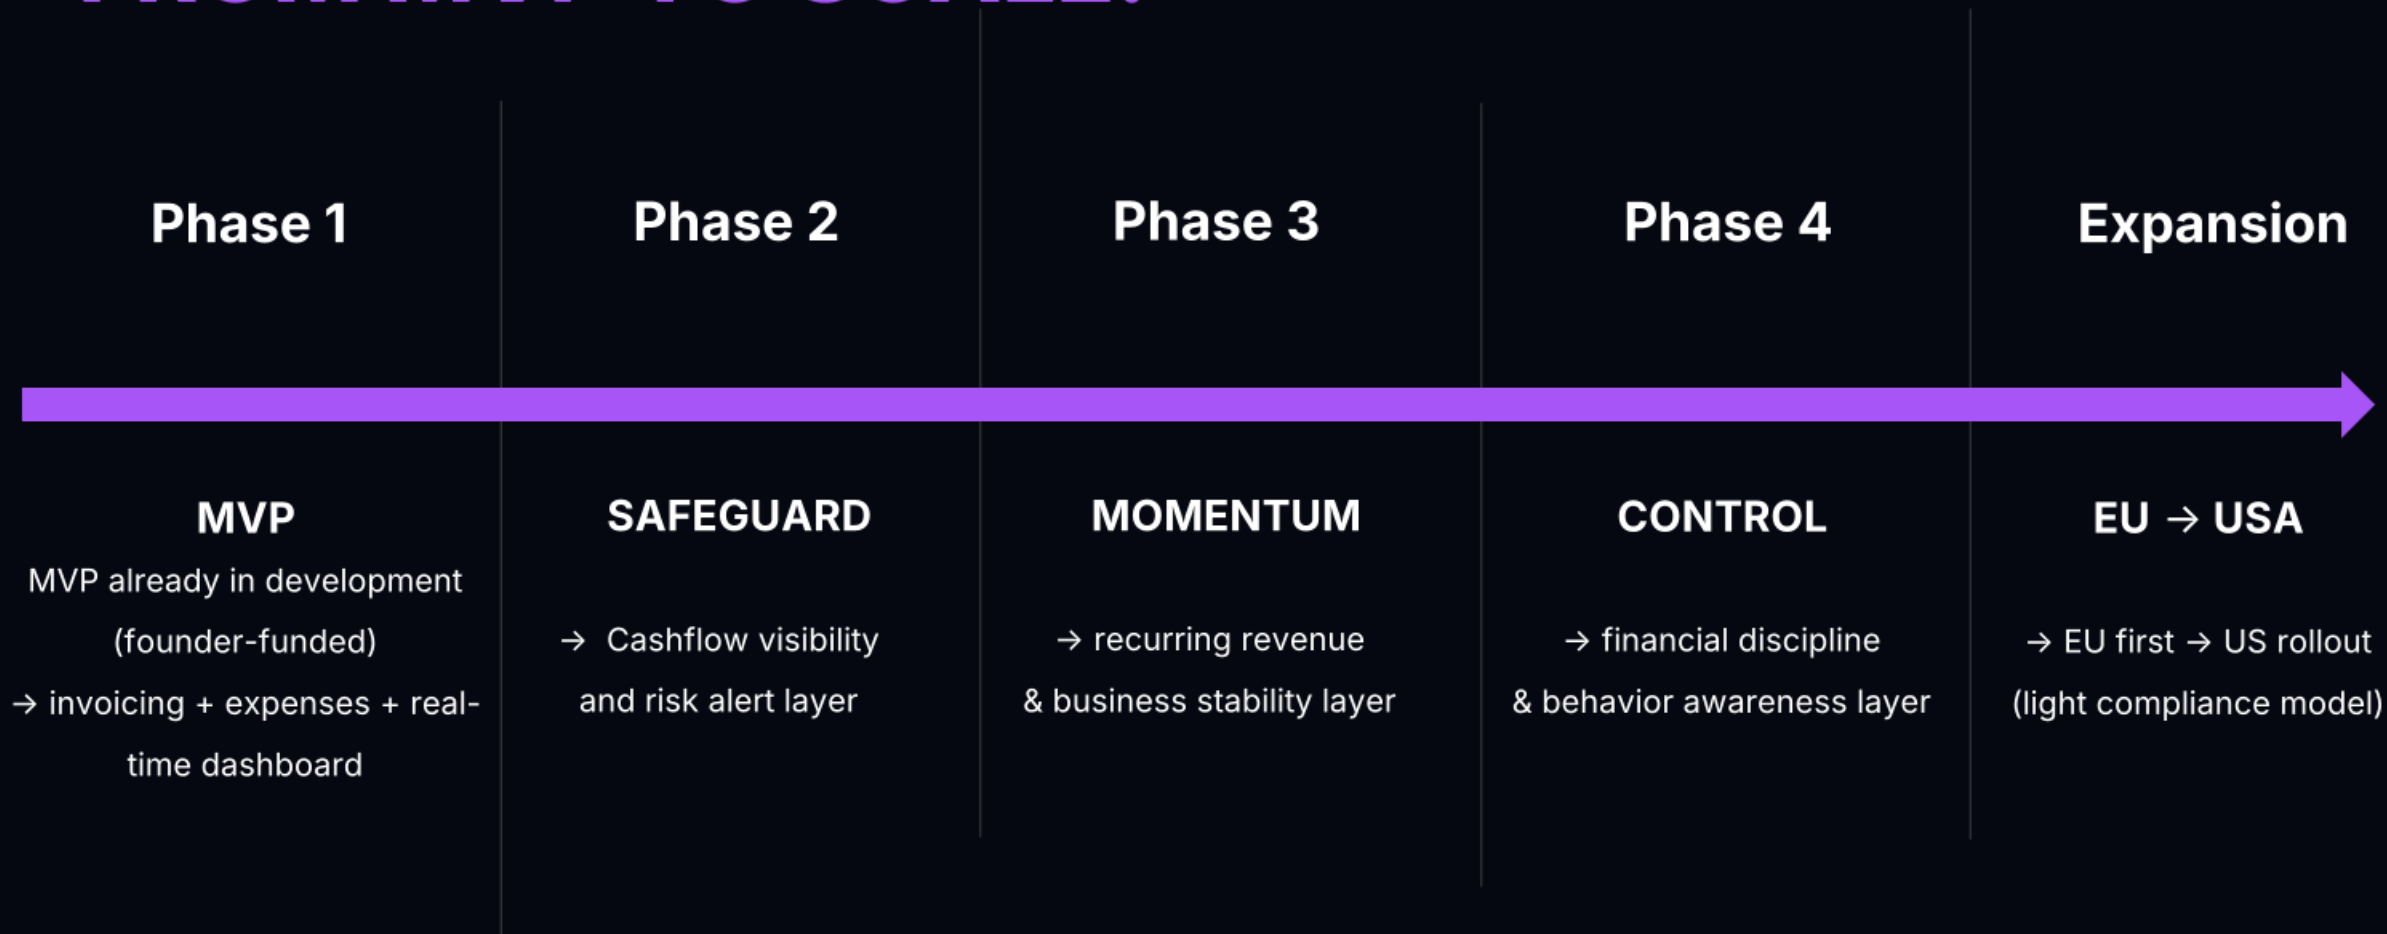 Phase 1
Phase 2
Phase 3
Phase 4
Expansion
MVP
MVP already in development
(founder-funded)
→ invoicing + expenses + real-
time dashboard
SAFEGUARD
→ Cashflow visibility
and risk alert layer
MOMENTUM
→ recurring revenue
& business stability layer
CONTROL
→ financial discipline
& behavior awareness layer
EU → USA
→ EU first → US rollout
(light compliance model)